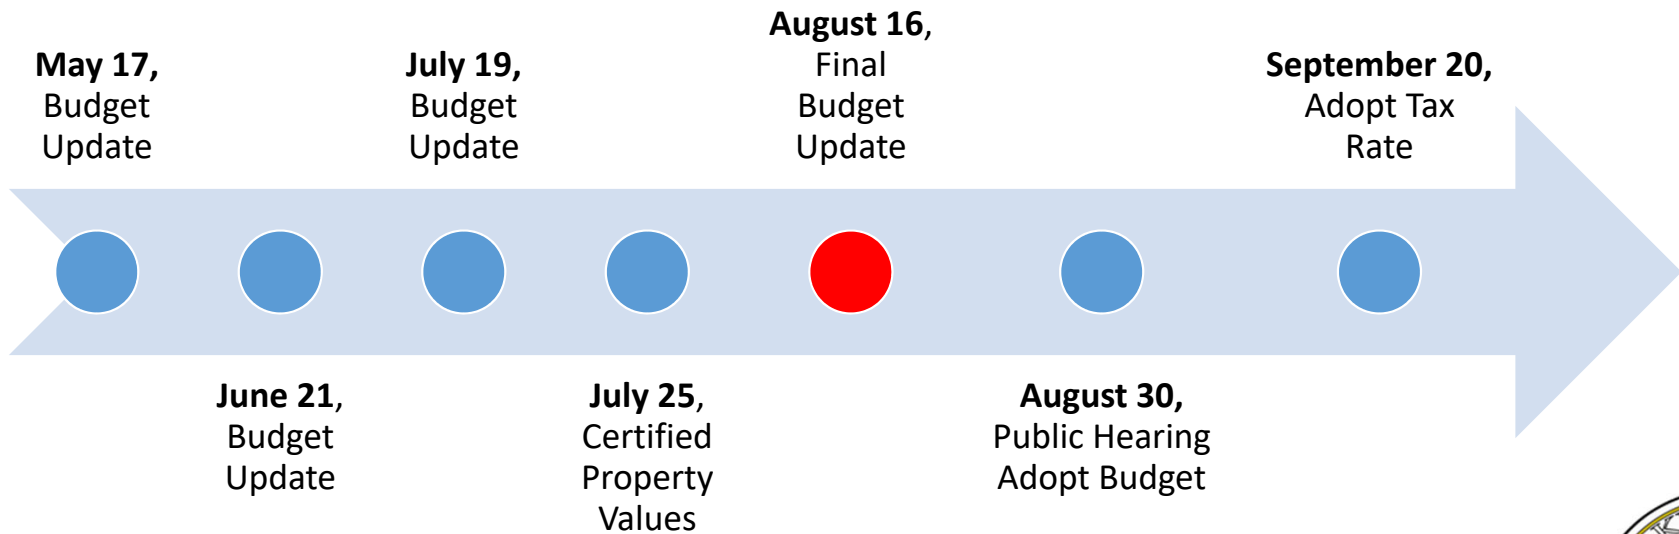 May 17,
Budget
Update
June 21,
Budget
Update
July 19,
Budget
Update
July 25,
Certified
Property
Values
August 16,
Final
Budget
Update
August 30,
Public Hearing
Adopt Budget
September 20,
Adopt Tax
Rate